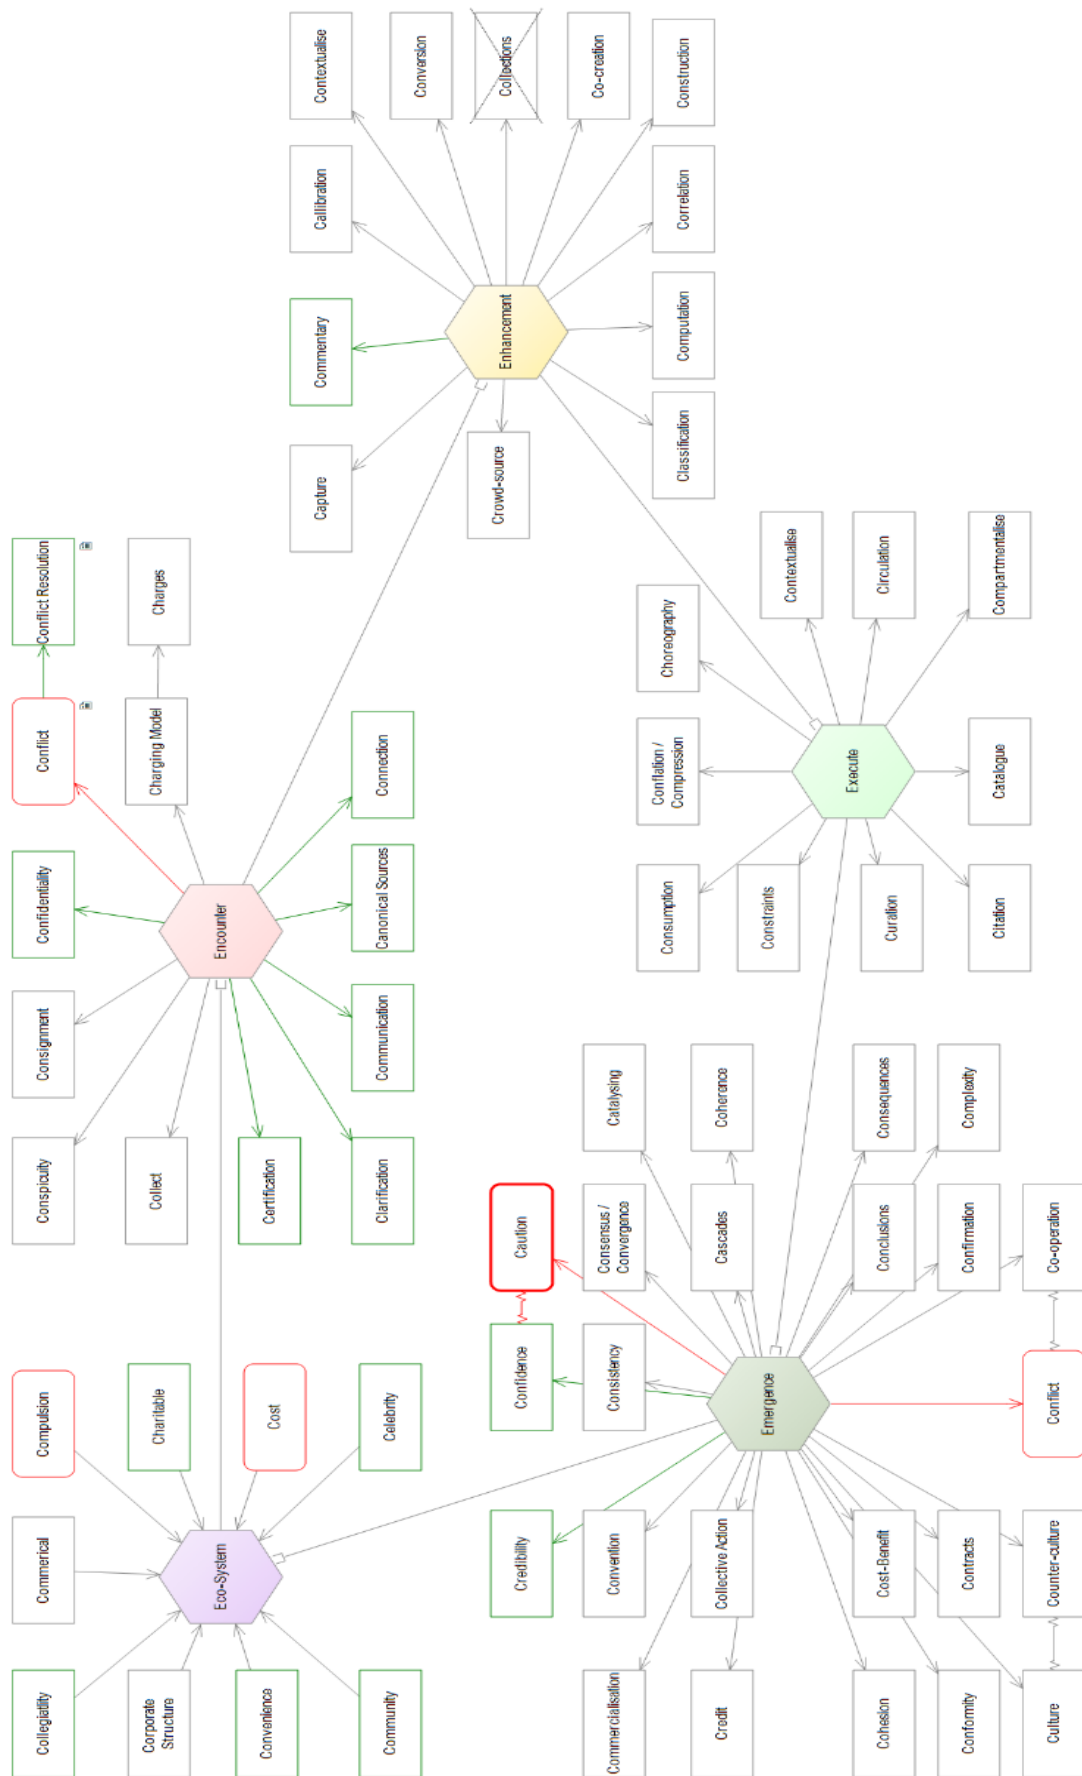 Collegiatity
Commerical
Compulsion
Conspicuity
Consignment
Confidentiality
Conflict
Conflict Resolution
Corporate
Structure
Charitable
Collect
Charging Model
Charges
Eco-System
Encounter
Convenience
Cost
Certification
Capture
Commentary
Callibration
Contextualise
Community
Celebrity
Clarification
Communication
Canonical Sources
Connection
Conversion
Crowd-source
Enhancement
Collections
Credibility
Confidence
Caution
Co-creation
Commercialisation
Convention
Consistency
Consensus /
Convergence
Catalysing
Consumption
Conflation /
Compression
Choreography
Classification
Computation
Correlation
Construction
Credit
Collective Action
Cascades
Coherence
Emergence
Constraints
Contextualise
Execute
Cohesion
Cost-Benefit
Conclusions
Consequences
Curation
Circulation
Conformity
Contracts
Confirmation
Complexity
Citation
Catalogue
Compartmentalise
Culture
Counter-culture
Conflict
Co-operation